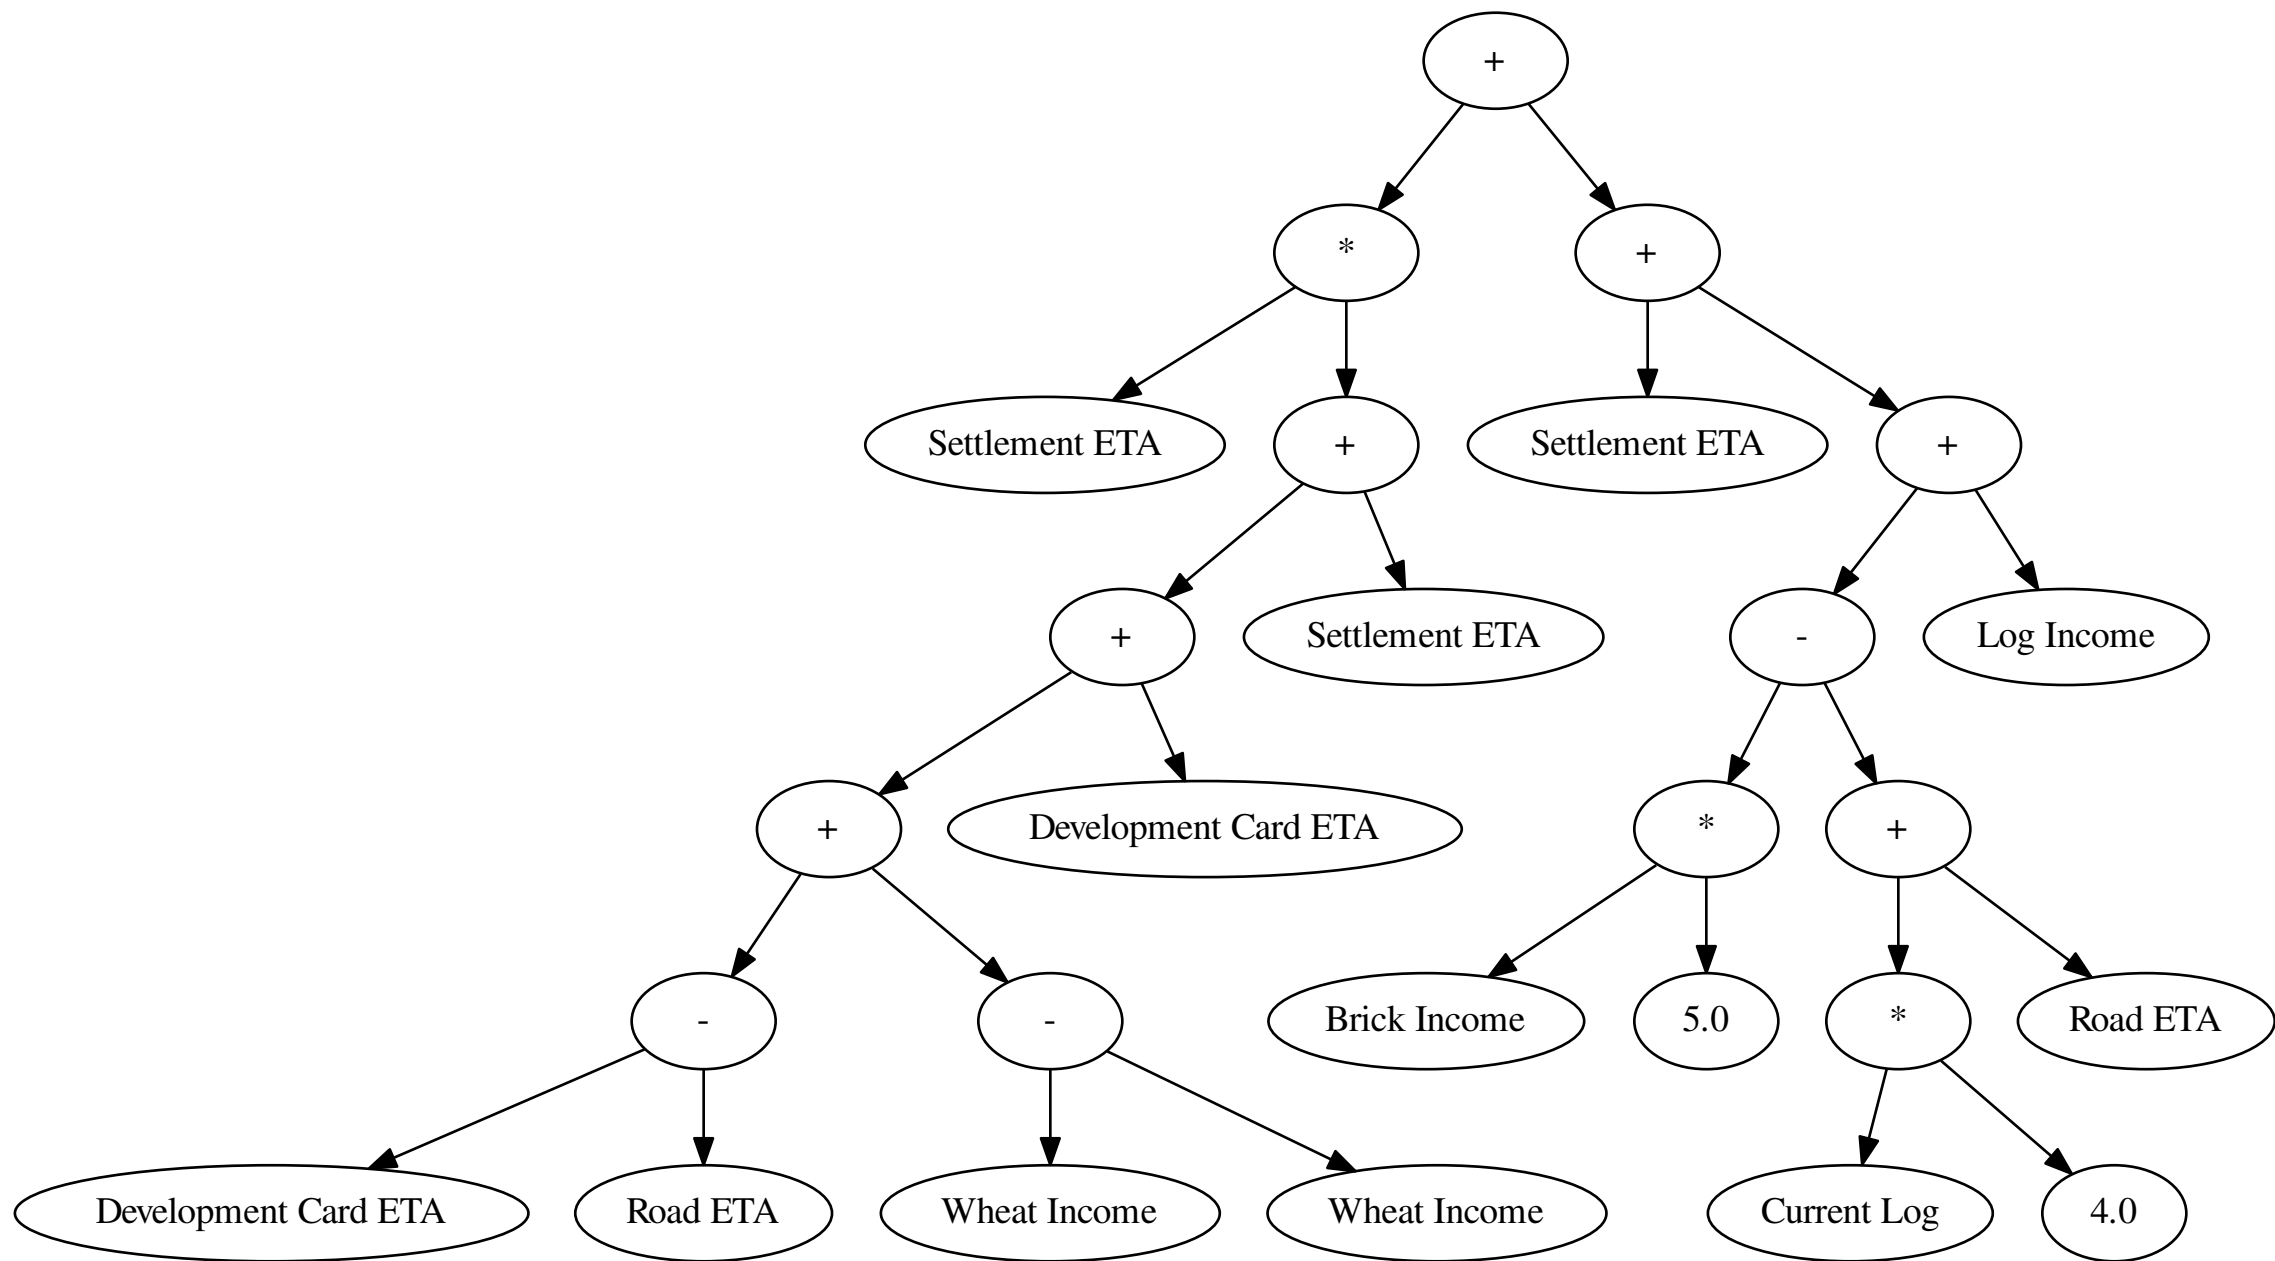 +
*
+
Settlement ETA
+
Settlement ETA
+
+
Settlement ETA
-
Log Income
+
Development Card ETA
*
+
-
-
Brick Income
5.0
*
Road ETA
Development Card ETA
Road ETA
Wheat Income
Wheat Income
Current Log
4.0